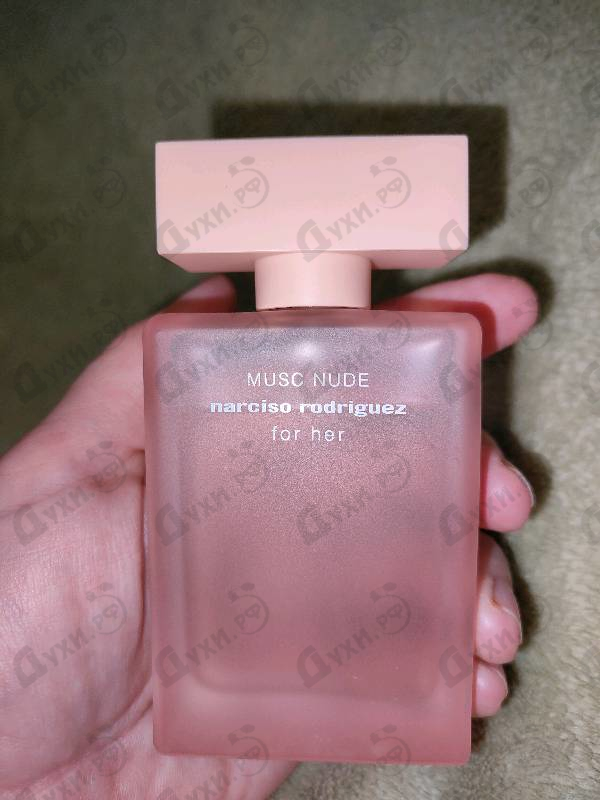 MUSC NUDE
narciso rodriguez
for her
Духи.РФ